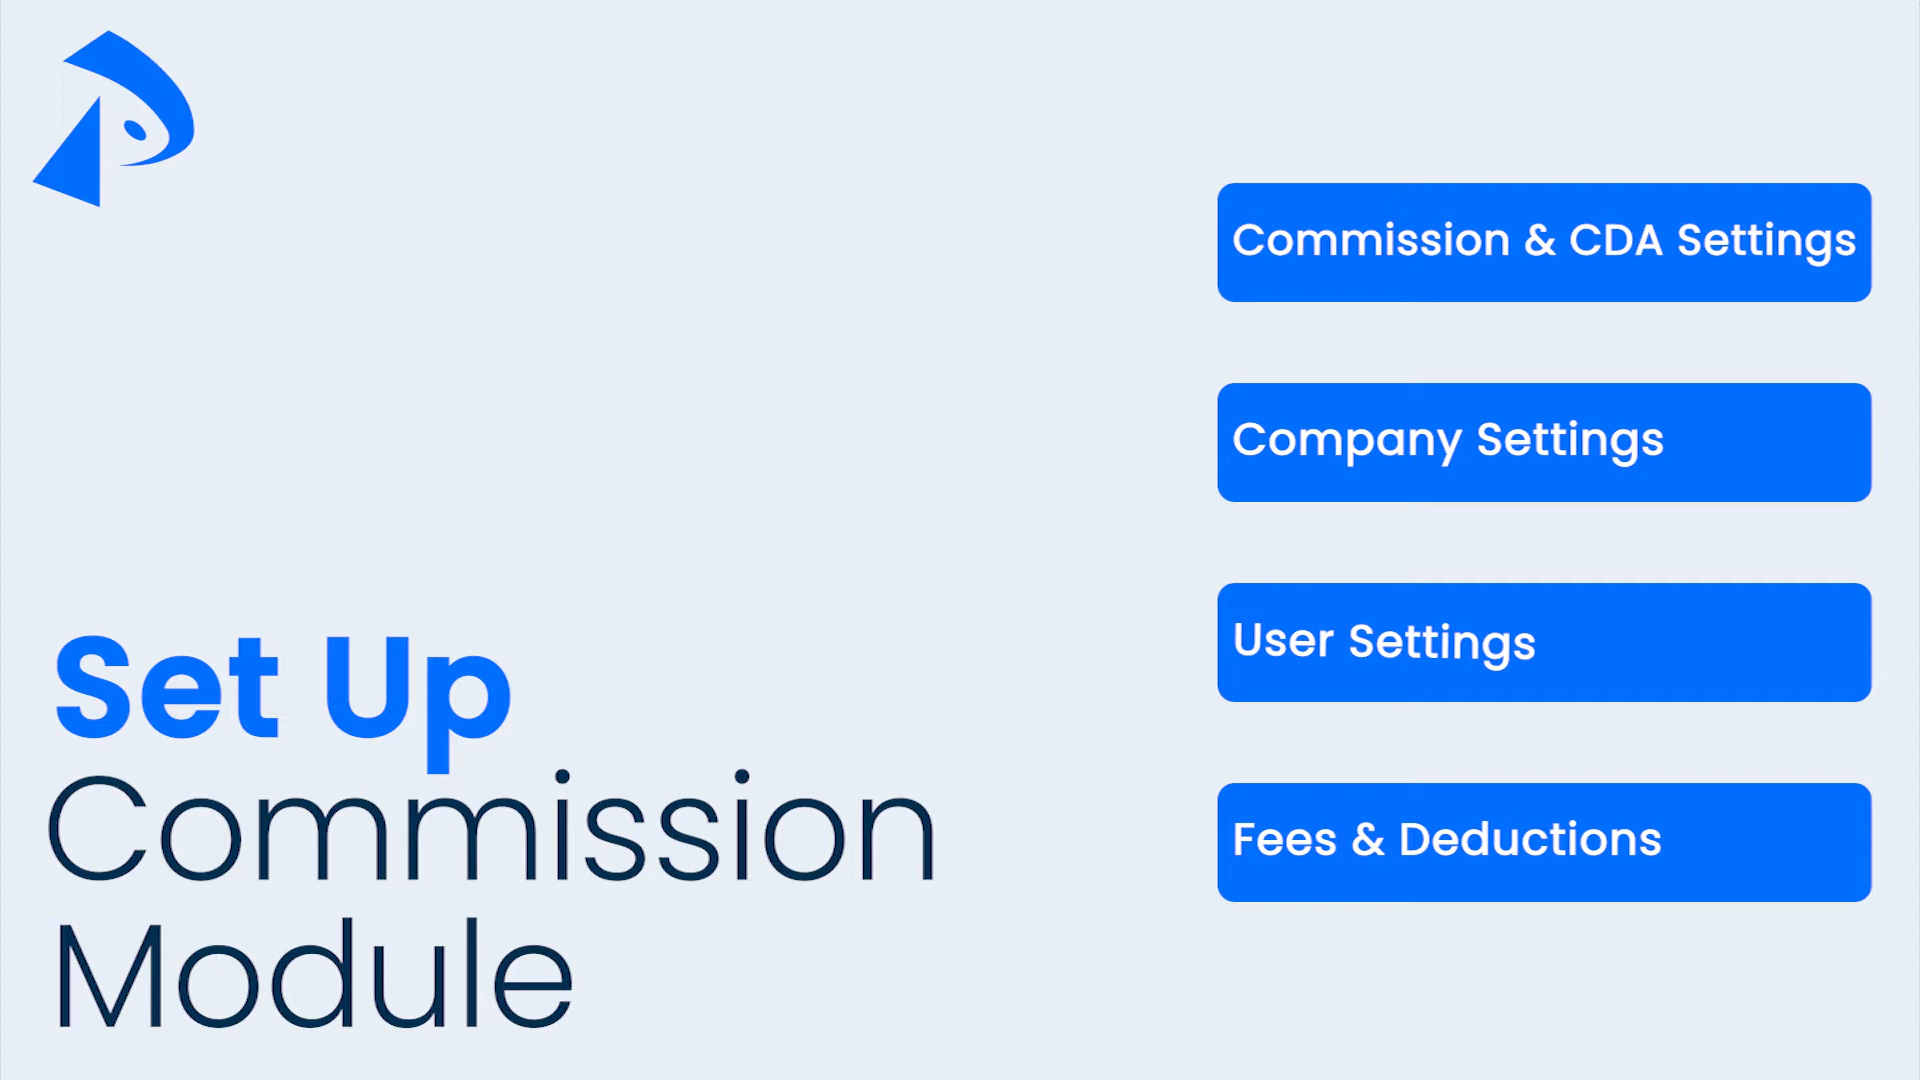 Set Up
Commission
Module
Commission & CDA Settings
Company Settings
User Settings
Fees & Deductions